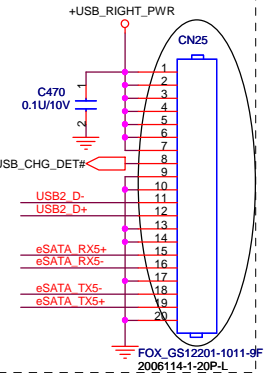 +USB_RIGHT_PWR
CN25
C470
0.1U/10V
1
2
1
2
3
4
5
6
7
8
9
10
11
12
13
14
15
16
17
18
19
20
USB_CHG_DET#
USB2_D-
USB2_D+
eSATA_RX5+
eSATA_RX5-
eSATA_TX5-
eSATA_TX5+
FOX_GS12201-1011-9F
2006114-1-20P-L